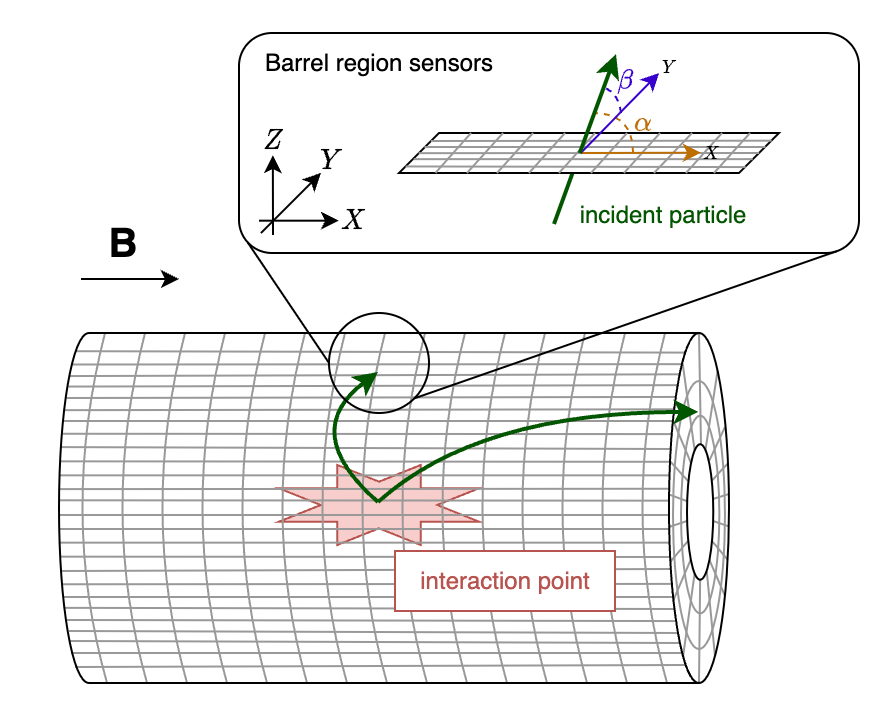 Barrel region sensors
β
Y
α
X
Z
Y
X
incident particle
B
interaction point